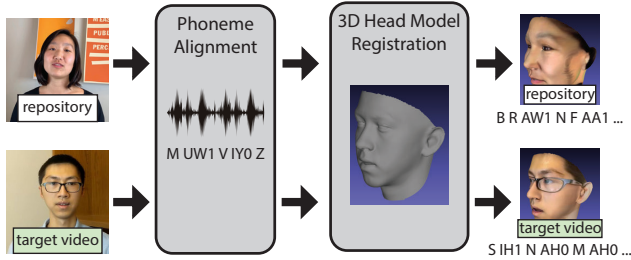 Phoneme
Alignment
3D Head Model
Registration
repository
M UW1 V IY0 Z
repository
B R AW1 N F AA1 ...
target video
target video
S IH1 N AH0 M AH0 ...